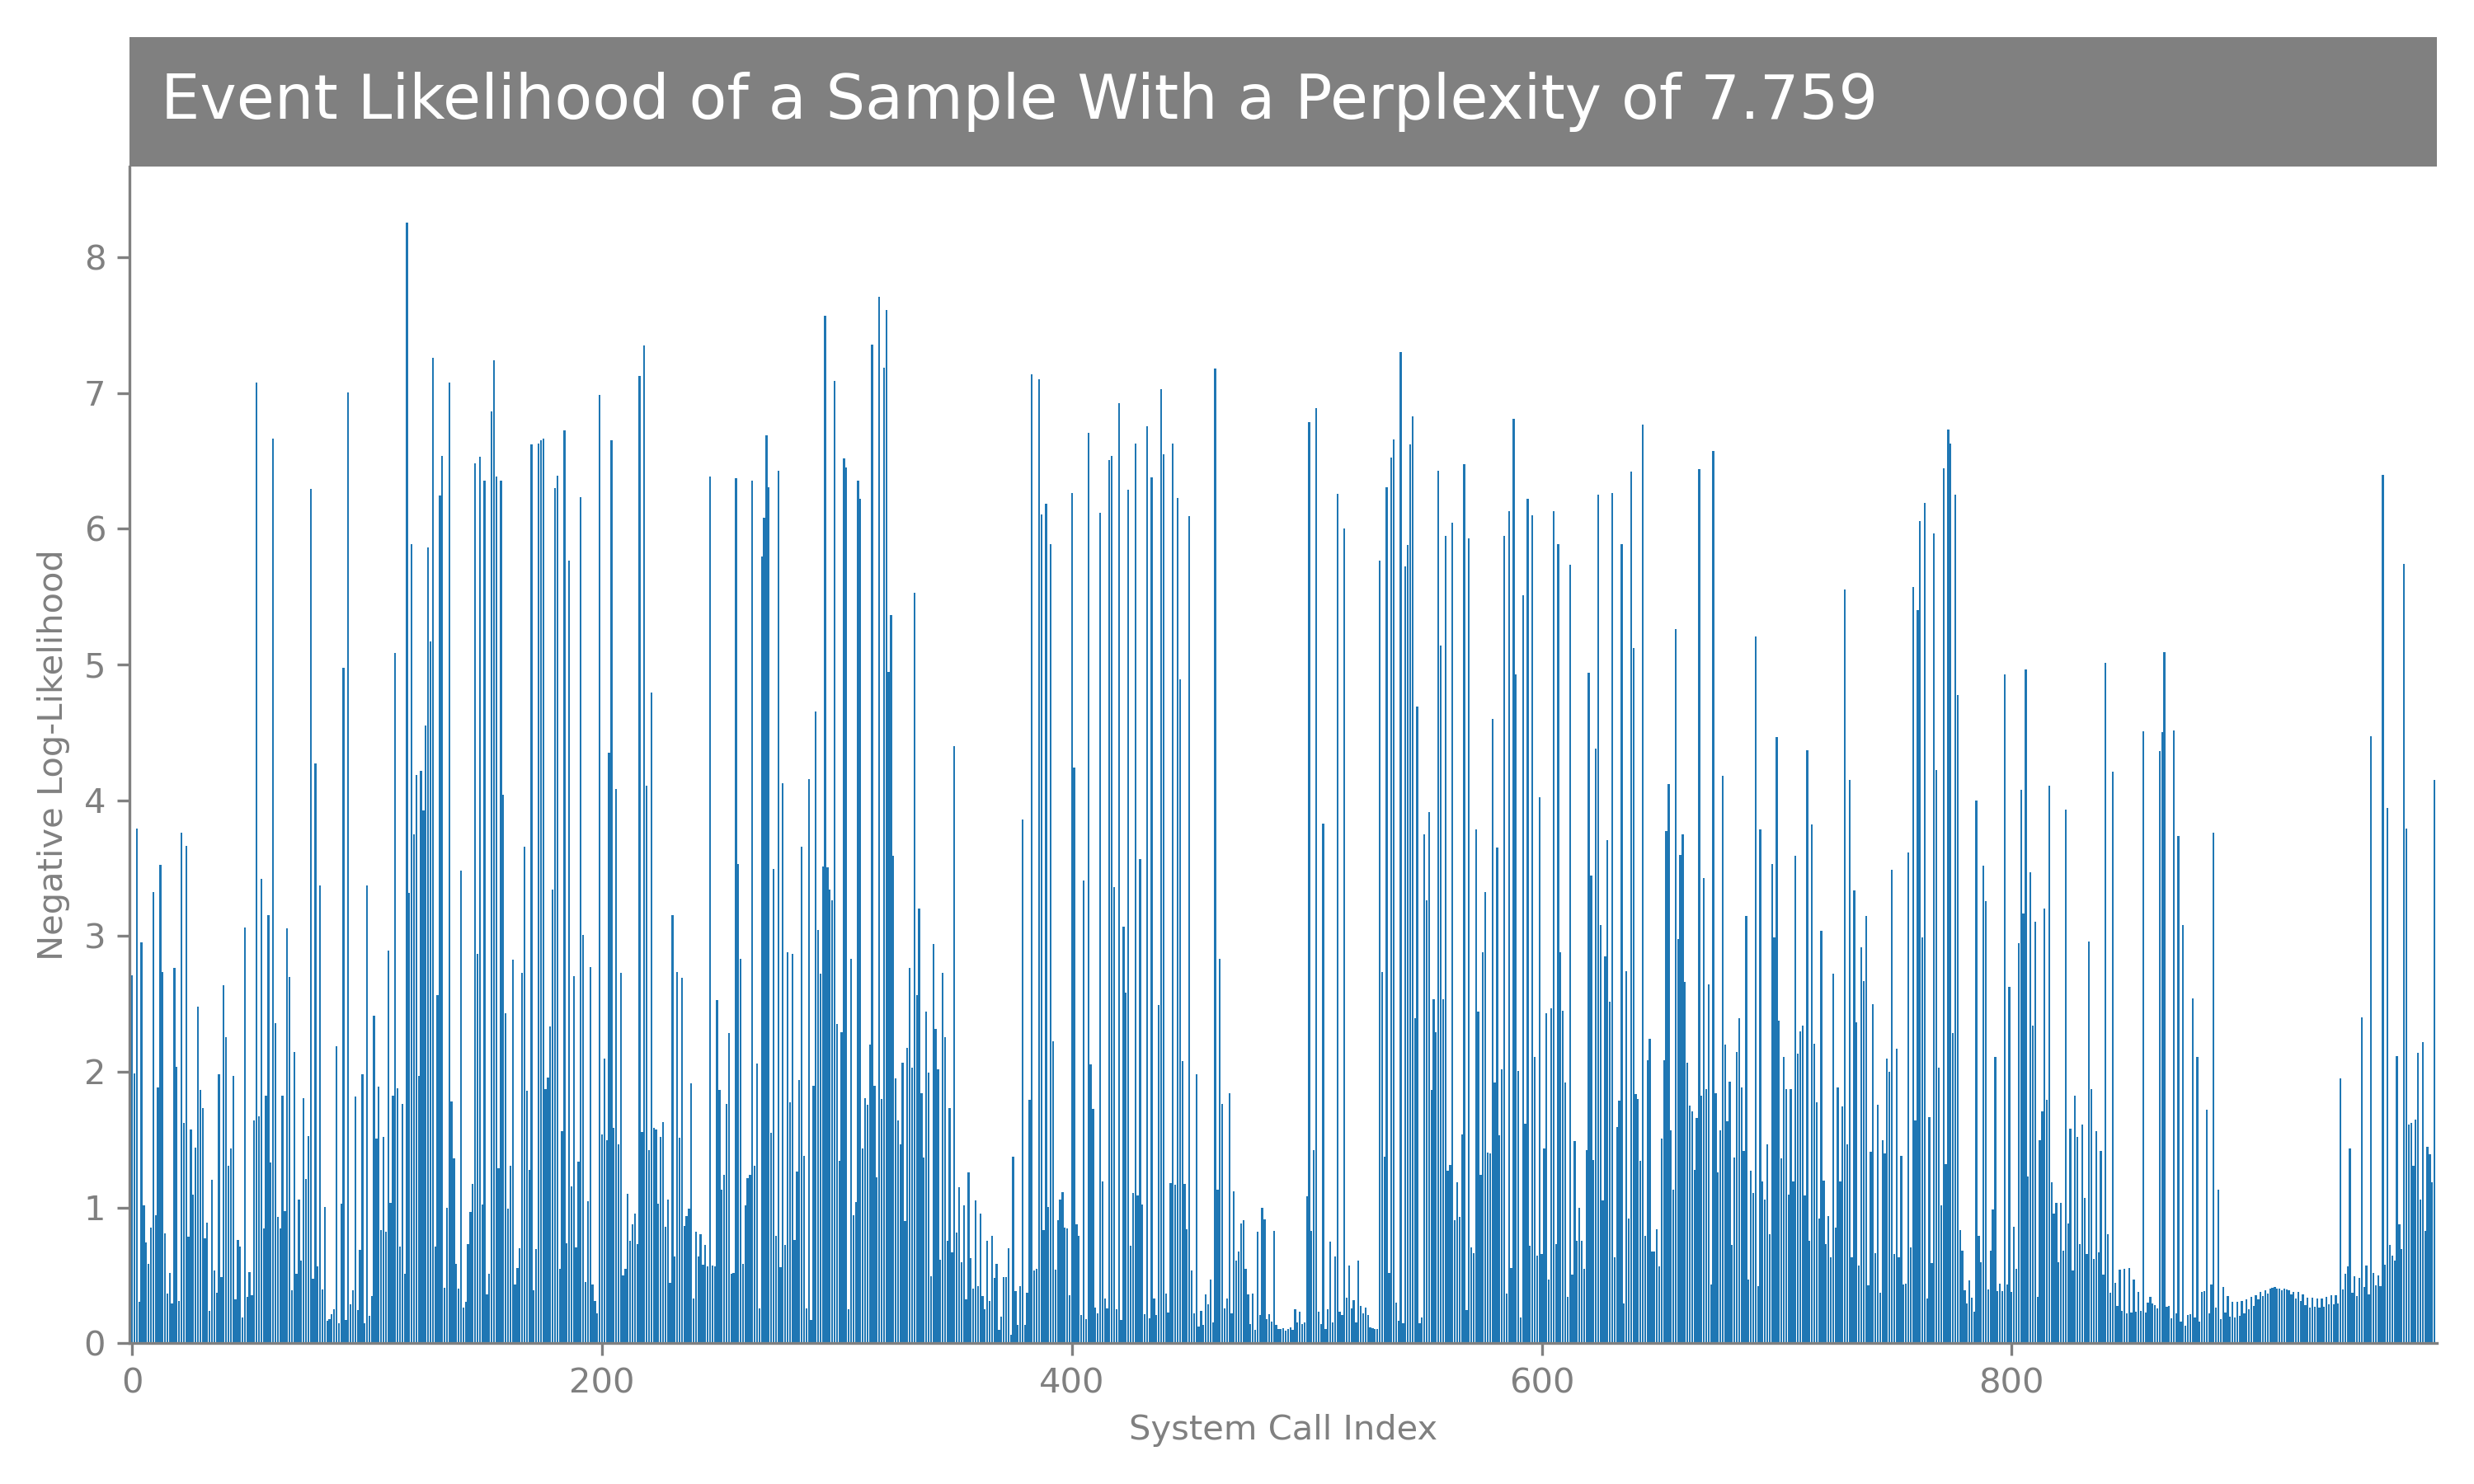 Event Likelihood of a Sample With a Perplexity of 7.759
8
7
6
5
4
3
2
1
0
Negative Log-Likelihood
0 200 400 600 800
System Call Index